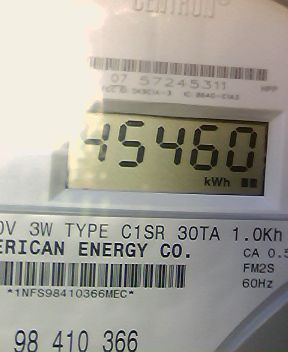 CENTRON
07 57245311
45460
kWh
0V 3W TYPE C1SR 30TA 1.0Kh
ERICAN ENERGY CO.
CA 0.5
FM2S
*1NFS98410366MEC*
60Hz
98 410 366